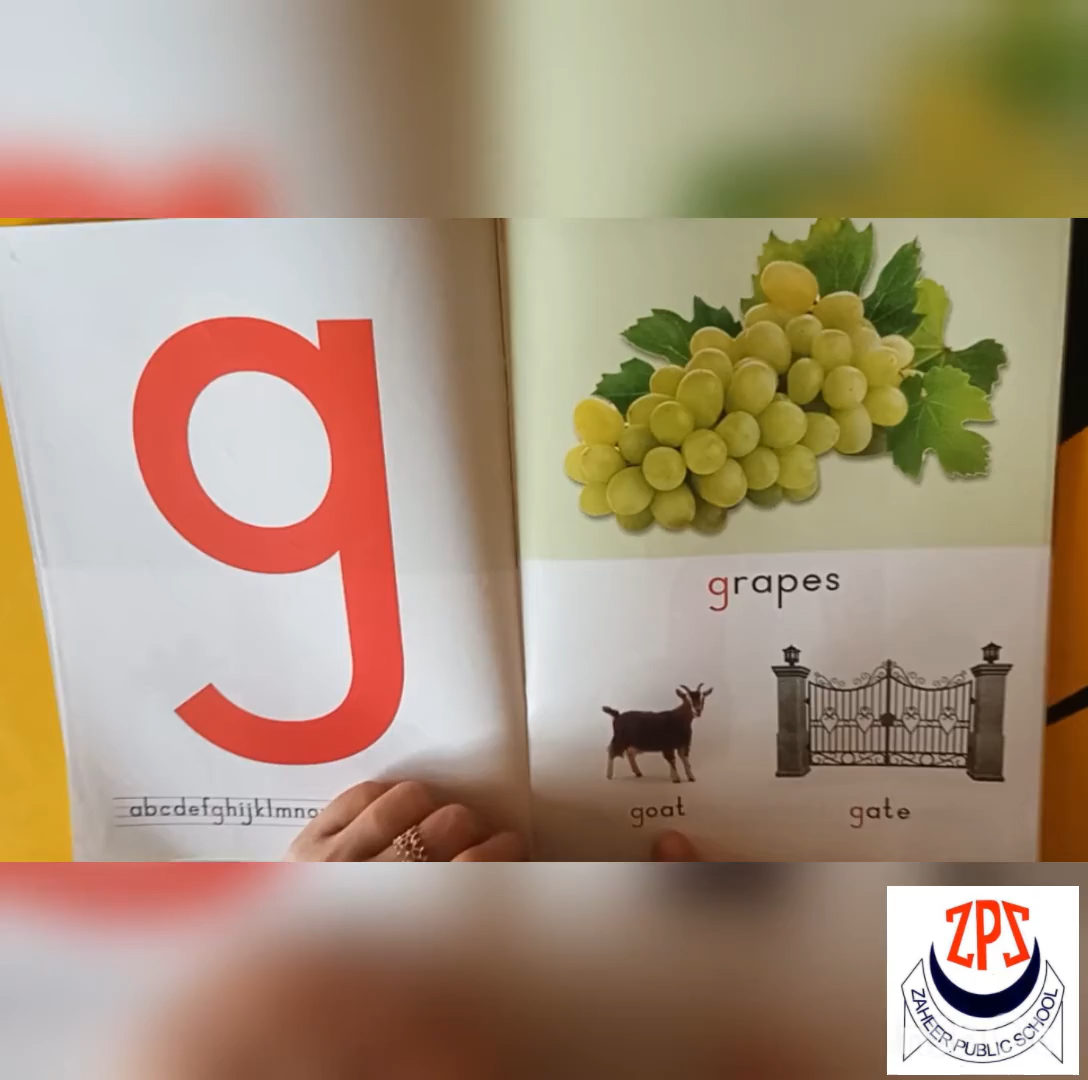 g
abcdefghijklmno
grapes
goat
gate
ZPS
ZAHEER PUBLIC SCHOOL